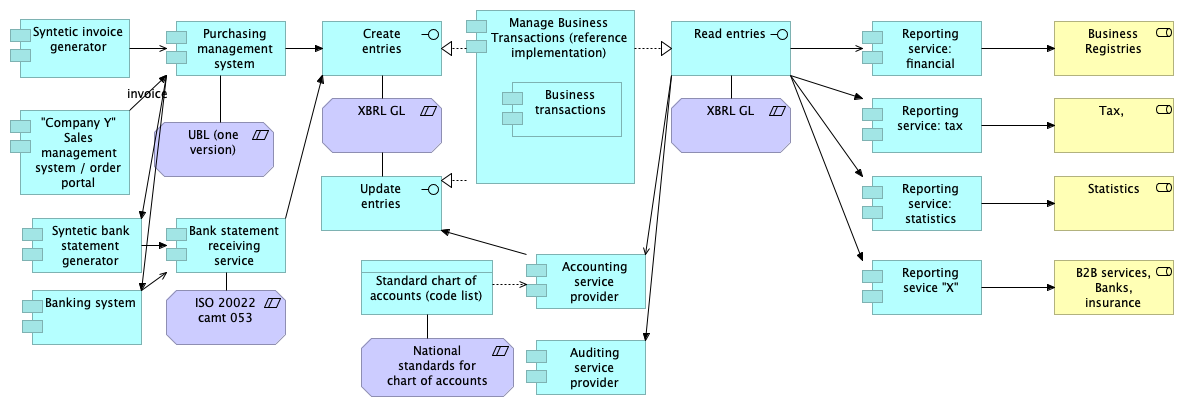 Syntetic invoice
generator
Purchasing
management
system
Create
entries
Manage Business
Transactions (reference
implementation)
Business
transactions
Read entries
Reporting
service:
financial
Business
Registries
invoice
"Company Y"
Sales
management
system / order
portal
UBL (one
version)
XBRL GL
XBRL GL
Reporting
service: tax
Tax,
Update
entries
Reporting
service:
statistics
Statistics
Syntetic bank
statement
generator
Bank statement
receiving
service
Standard chart of
accounts (code list)
Accounting
service
provider
Reporting
sevice "X"
B2B services,
Banks,
insurance
Banking system
ISO 20022
camt 053
National
standards for
chart of accounts
Auditing
service
provider